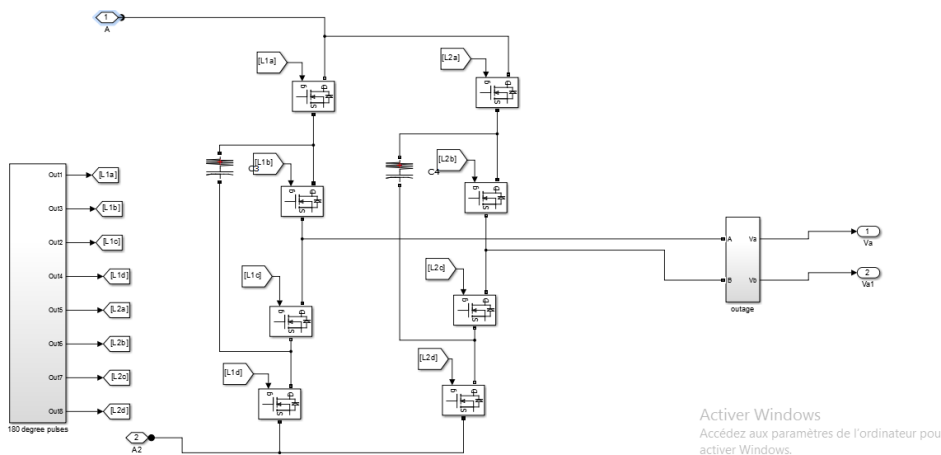 1
A
[L1a]
[L2a]
g
D
S
g
D
S
C3
[L1b]
C4
[L2b]
g
D
S
g
D
S
Out1
[L1a]
Out3
[L1b]
Out2
[L1c]
Out4
[L1d]
Out5
[L2a]
Out6
[L2b]
Out7
[L2c]
Out8
[L2d]
180 degree pulses
A
Va
B
Vb
outage
1
Va
2
Va1
[L1c]
[L2c]
g
D
S
g
D
S
[L1d]
[L2d]
g
D
S
g
D
S
2
A2
Activer Windows
Accédez aux paramètres de l'ordinateur pou
activer Windows.